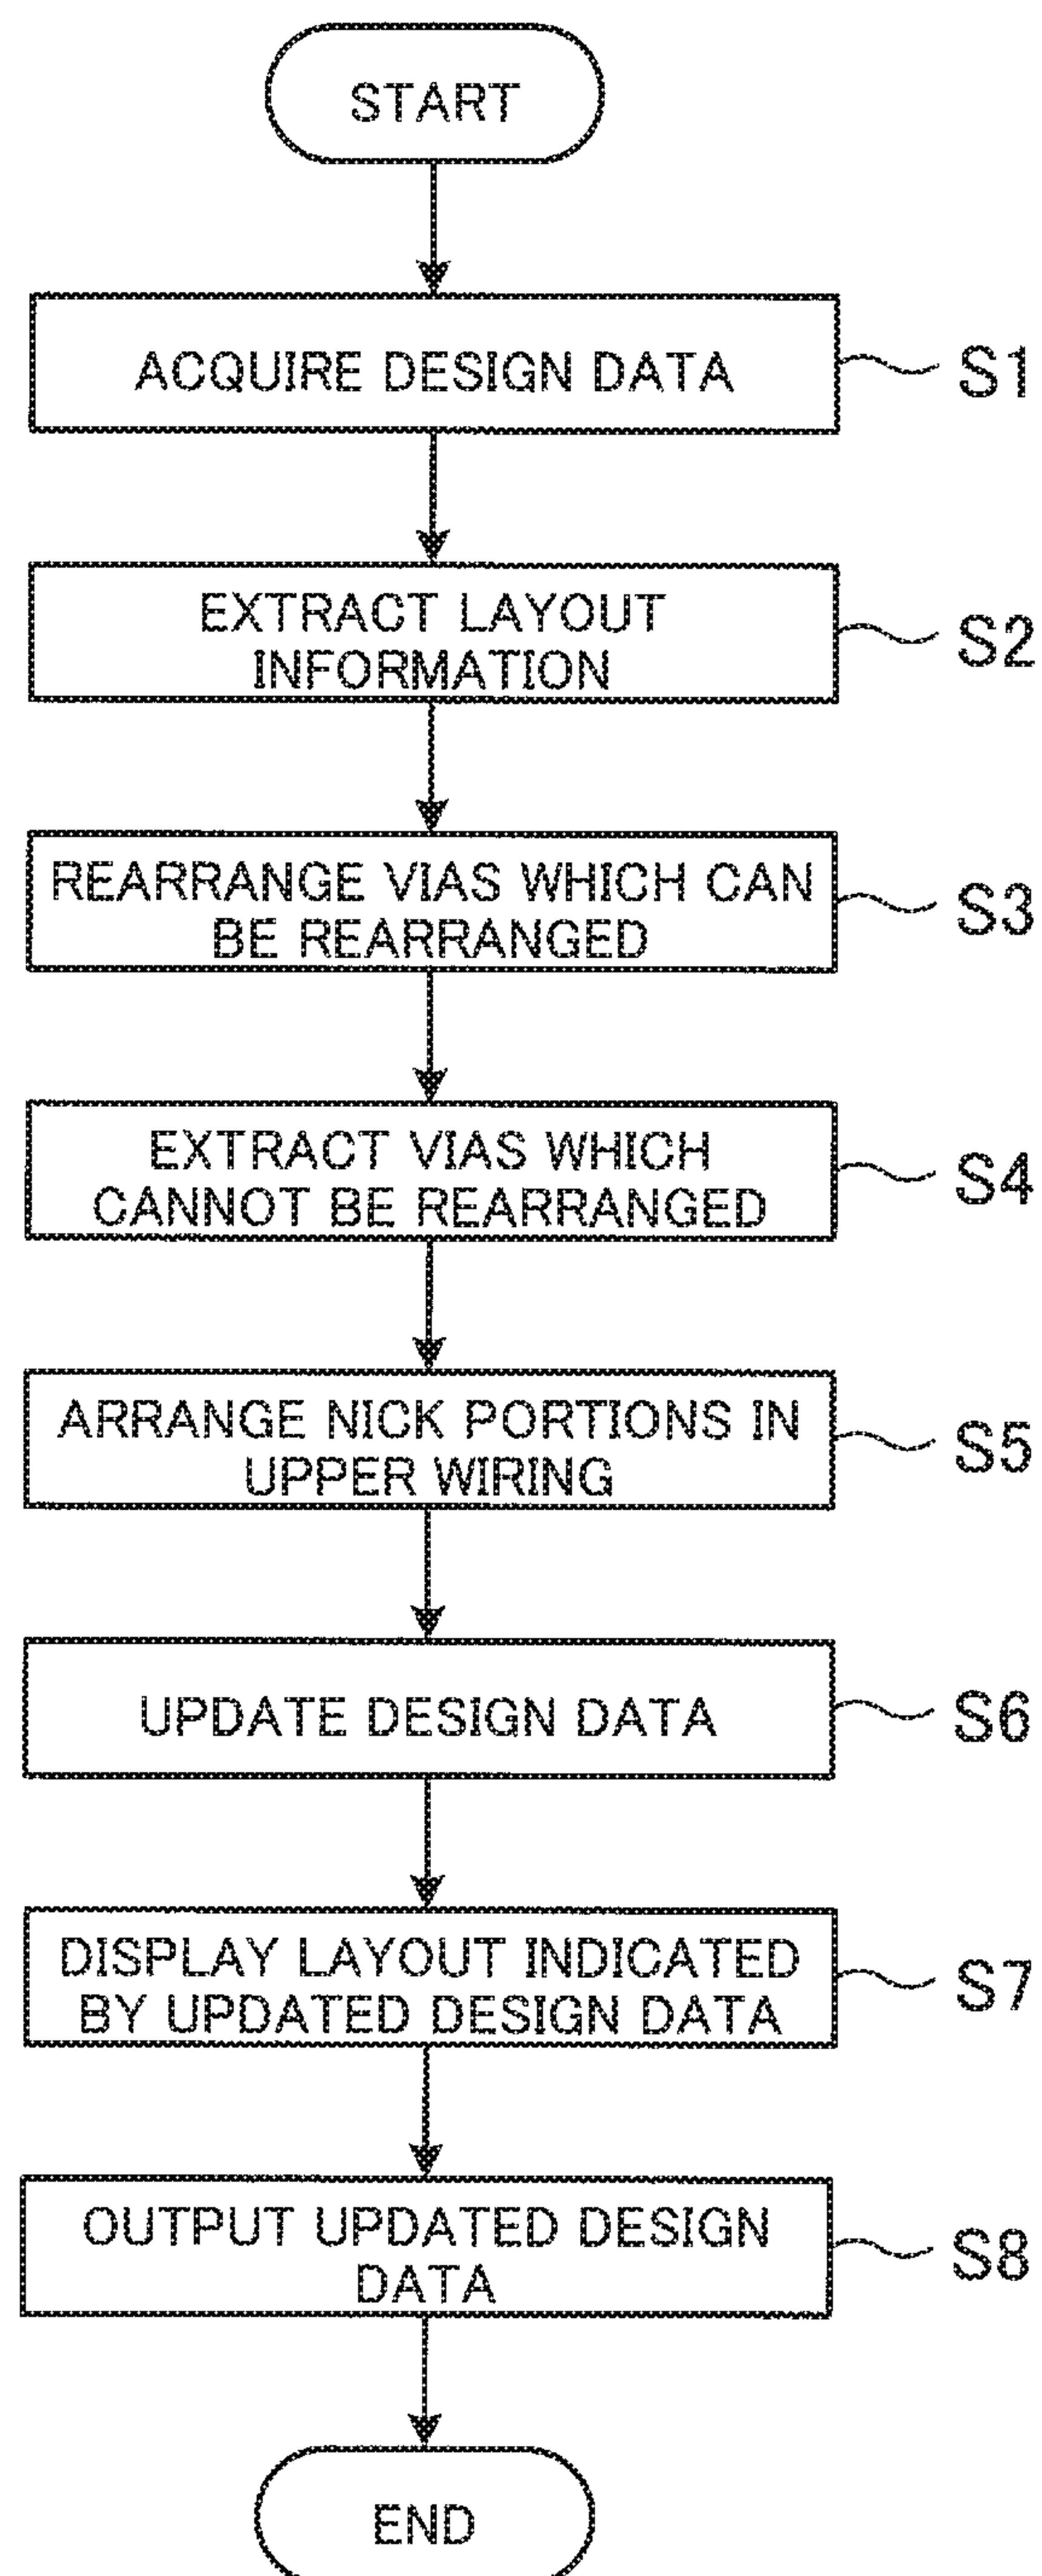 START
ACQUIRE DESIGN DATA
S1
EXTRACT LAYOUT
INFORMATION
S2
REARRANGE VIAS WHICH CAN
BE REARRANGED
S3
EXTRACT VIAS WHICH
CANNOT BE REARRANGED
S4
ARRANGE NICK PORTIONS IN
UPPER WIRING
S5
UPDATE DESIGN DATA
S6
DISPLAY LAYOUT INDICATED
BY UPDATED DESIGN DATA
S7
OUTPUT UPDATED DESIGN
DATA
S8
END